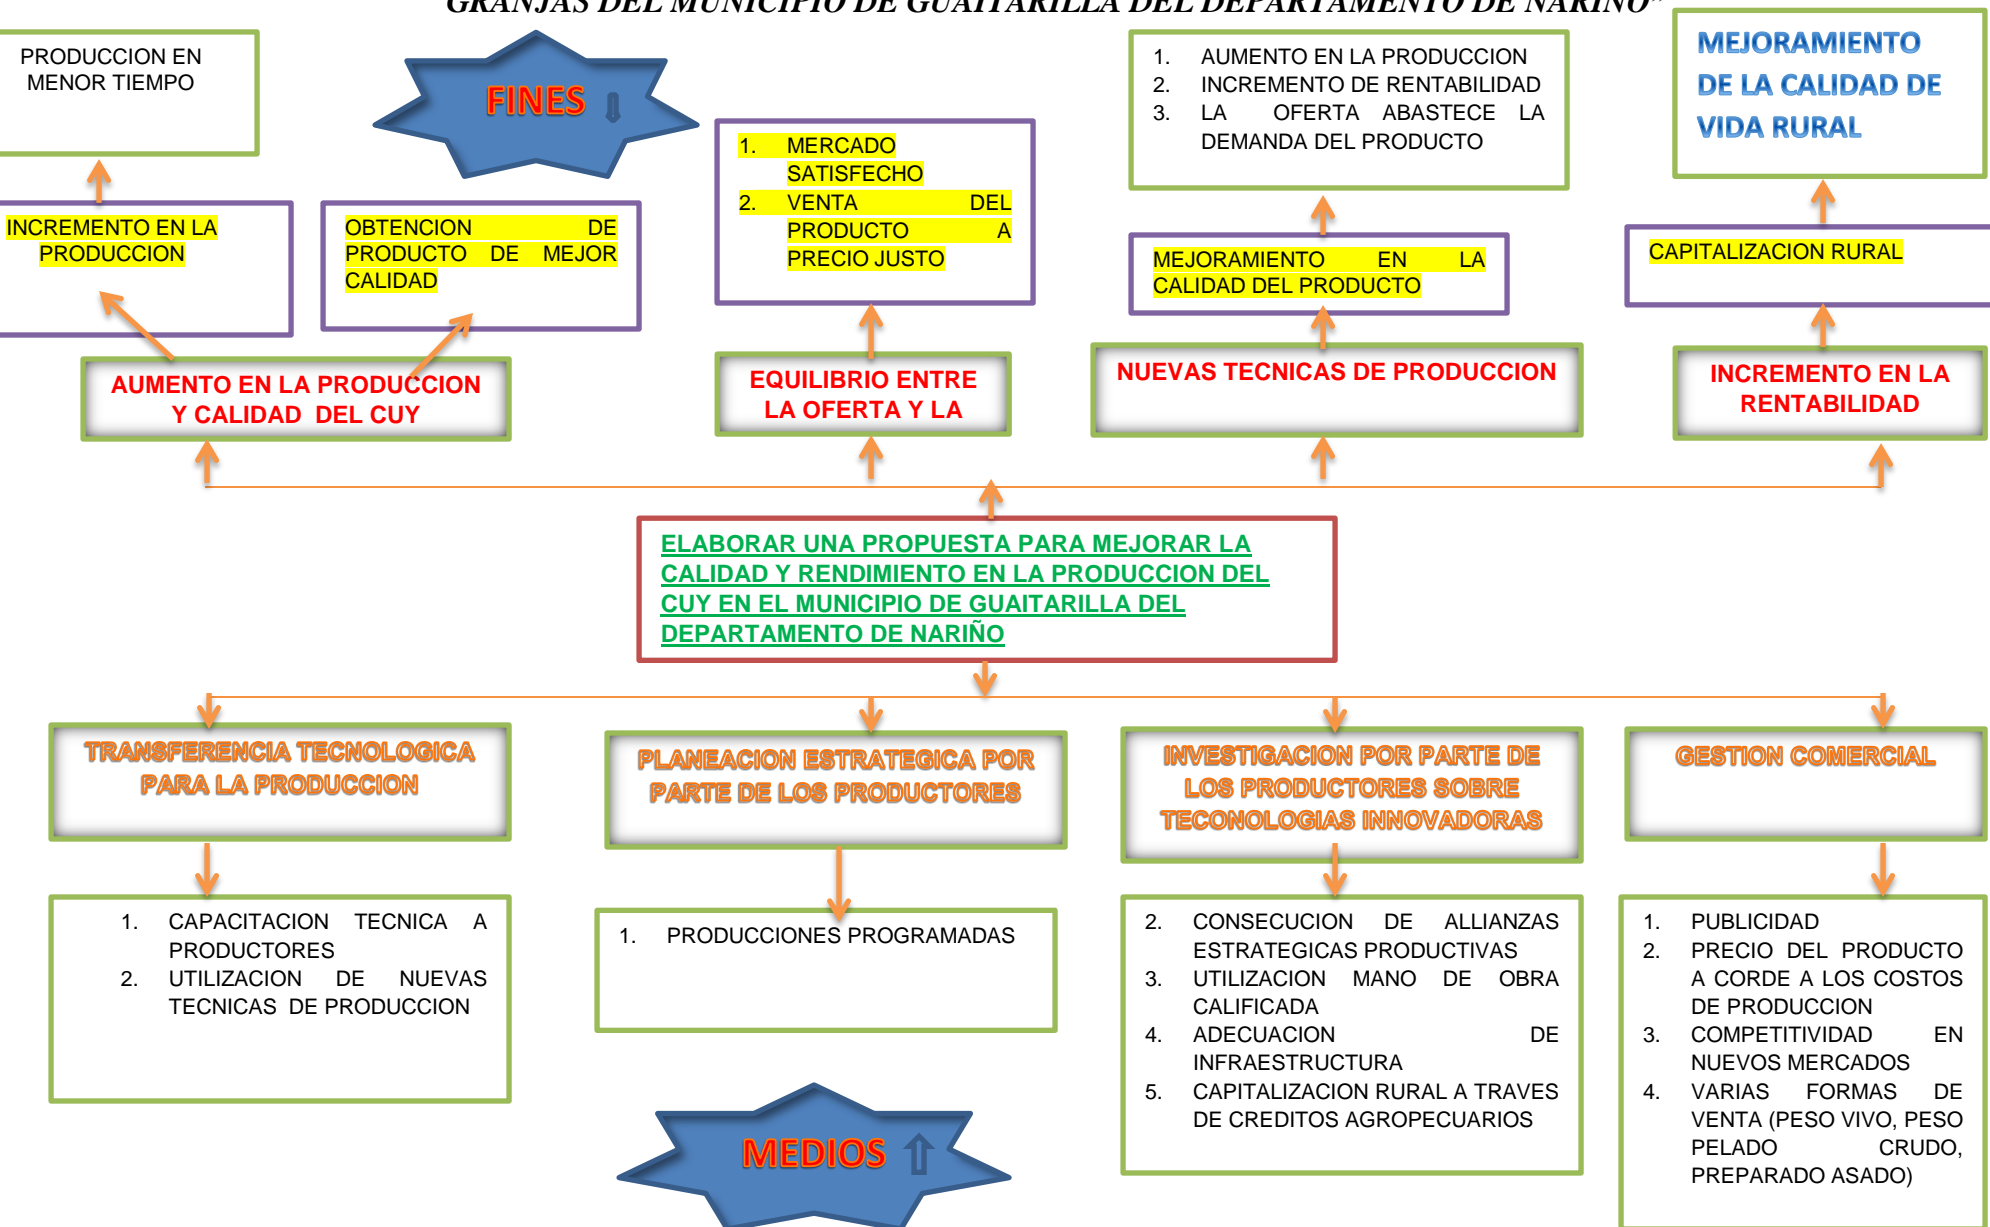 GRANJAS DEL MUNICIPIO DE GUAITARILLA DEL DEPARTAMENTO DE NARIÑO”
PRODUCCION EN
MENOR TIEMPO
FINES
1. MERCADO
SATISFECHO
2. VENTA DEL
PRODUCTO A
PRECIO JUSTO
1. AUMENTO EN LA PRODUCCION
2. INCREMENTO DE RENTABILIDAD
3. LA OFERTA ABASTECE LA
DEMANDA DEL PRODUCTO
MEJORAMIENTO
DE LA CALIDAD DE
VIDA RURAL
INCREMENTO EN LA
PRODUCCION
OBTENCION DE
PRODUCTO DE MEJOR
CALIDAD
MEJORAMIENTO EN LA
CALIDAD DEL PRODUCTO
CAPITALIZACION RURAL
AUMENTO EN LA PRODUCCION
Y CALIDAD DEL CUY
EQUILIBRIO ENTRE
LA OFERTA Y LA
NUEVAS TECNICAS DE PRODUCCION
INCREMENTO EN LA
RENTABILIDAD
ELABORAR UNA PROPUESTA PARA MEJORAR LA
CALIDAD Y RENDIMIENTO EN LA PRODUCCION DEL
CUY EN EL MUNICIPIO DE GUAITARILLA DEL
DEPARTAMENTO DE NARIÑO
TRANSFERENCIA TECNOLOGICA
PARA LA PRODUCCION
PLANEACION ESTRATEGICA POR
PARTE DE LOS PRODUCTORES
INVESTIGACION POR PARTE DE
LOS PRODUCTORES SOBRE
TECONOLOGIAS INNOVADORAS
GESTION COMERCIAL
1. CAPACITACION TECNICA A
PRODUCTORES
2. UTILIZACION DE NUEVAS
TECNICAS DE PRODUCCION
1. PRODUCCIONES PROGRAMADAS
2. CONSECUCION DE ALLIANZAS
ESTRATEGICAS PRODUCTIVAS
3. UTILIZACION MANO DE OBRA
CALIFICADA
4. ADECUACION DE
INFRAESTRUCTURA
5. CAPITALIZACION RURAL A TRAVES
DE CREDITOS AGROPECUARIOS
1. PUBLICIDAD
2. PRECIO DEL PRODUCTO
A CORDE A LOS COSTOS
DE PRODUCCION
3. COMPETITIVIDAD EN
NUEVOS MERCADOS
4. VARIAS FORMAS DE
VENTA (PESO VIVO, PESO
PELADO CRUDO,
PREPARADO ASADO)
MEDIOS